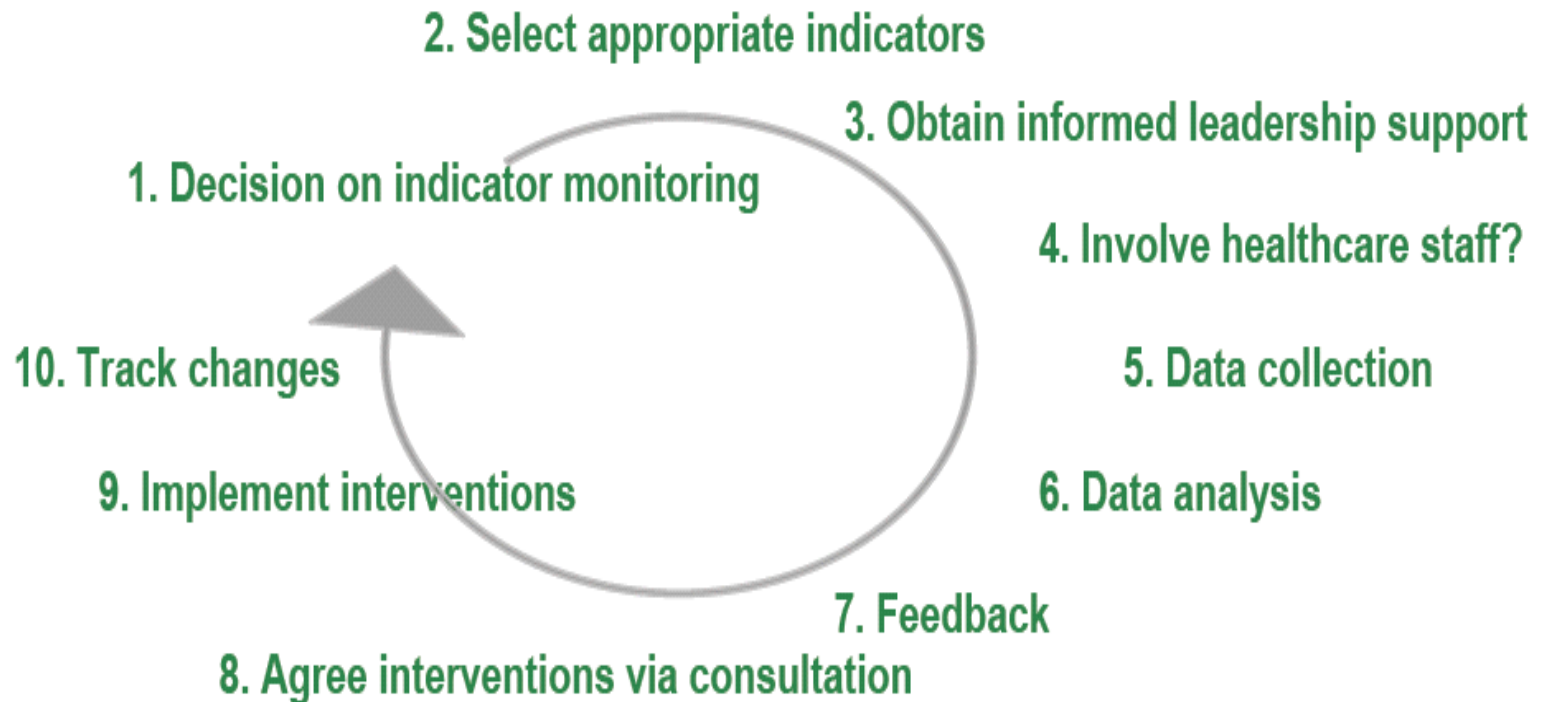 1. Decision on indicator monitoring
2. Select appropriate indicators
3. Obtain informed leadership support
4. Involve healthcare staff?
5. Data collection
6. Data analysis
7. Feedback
8. Agree interventions via consultation
9. Implement interventions
10. Track changes